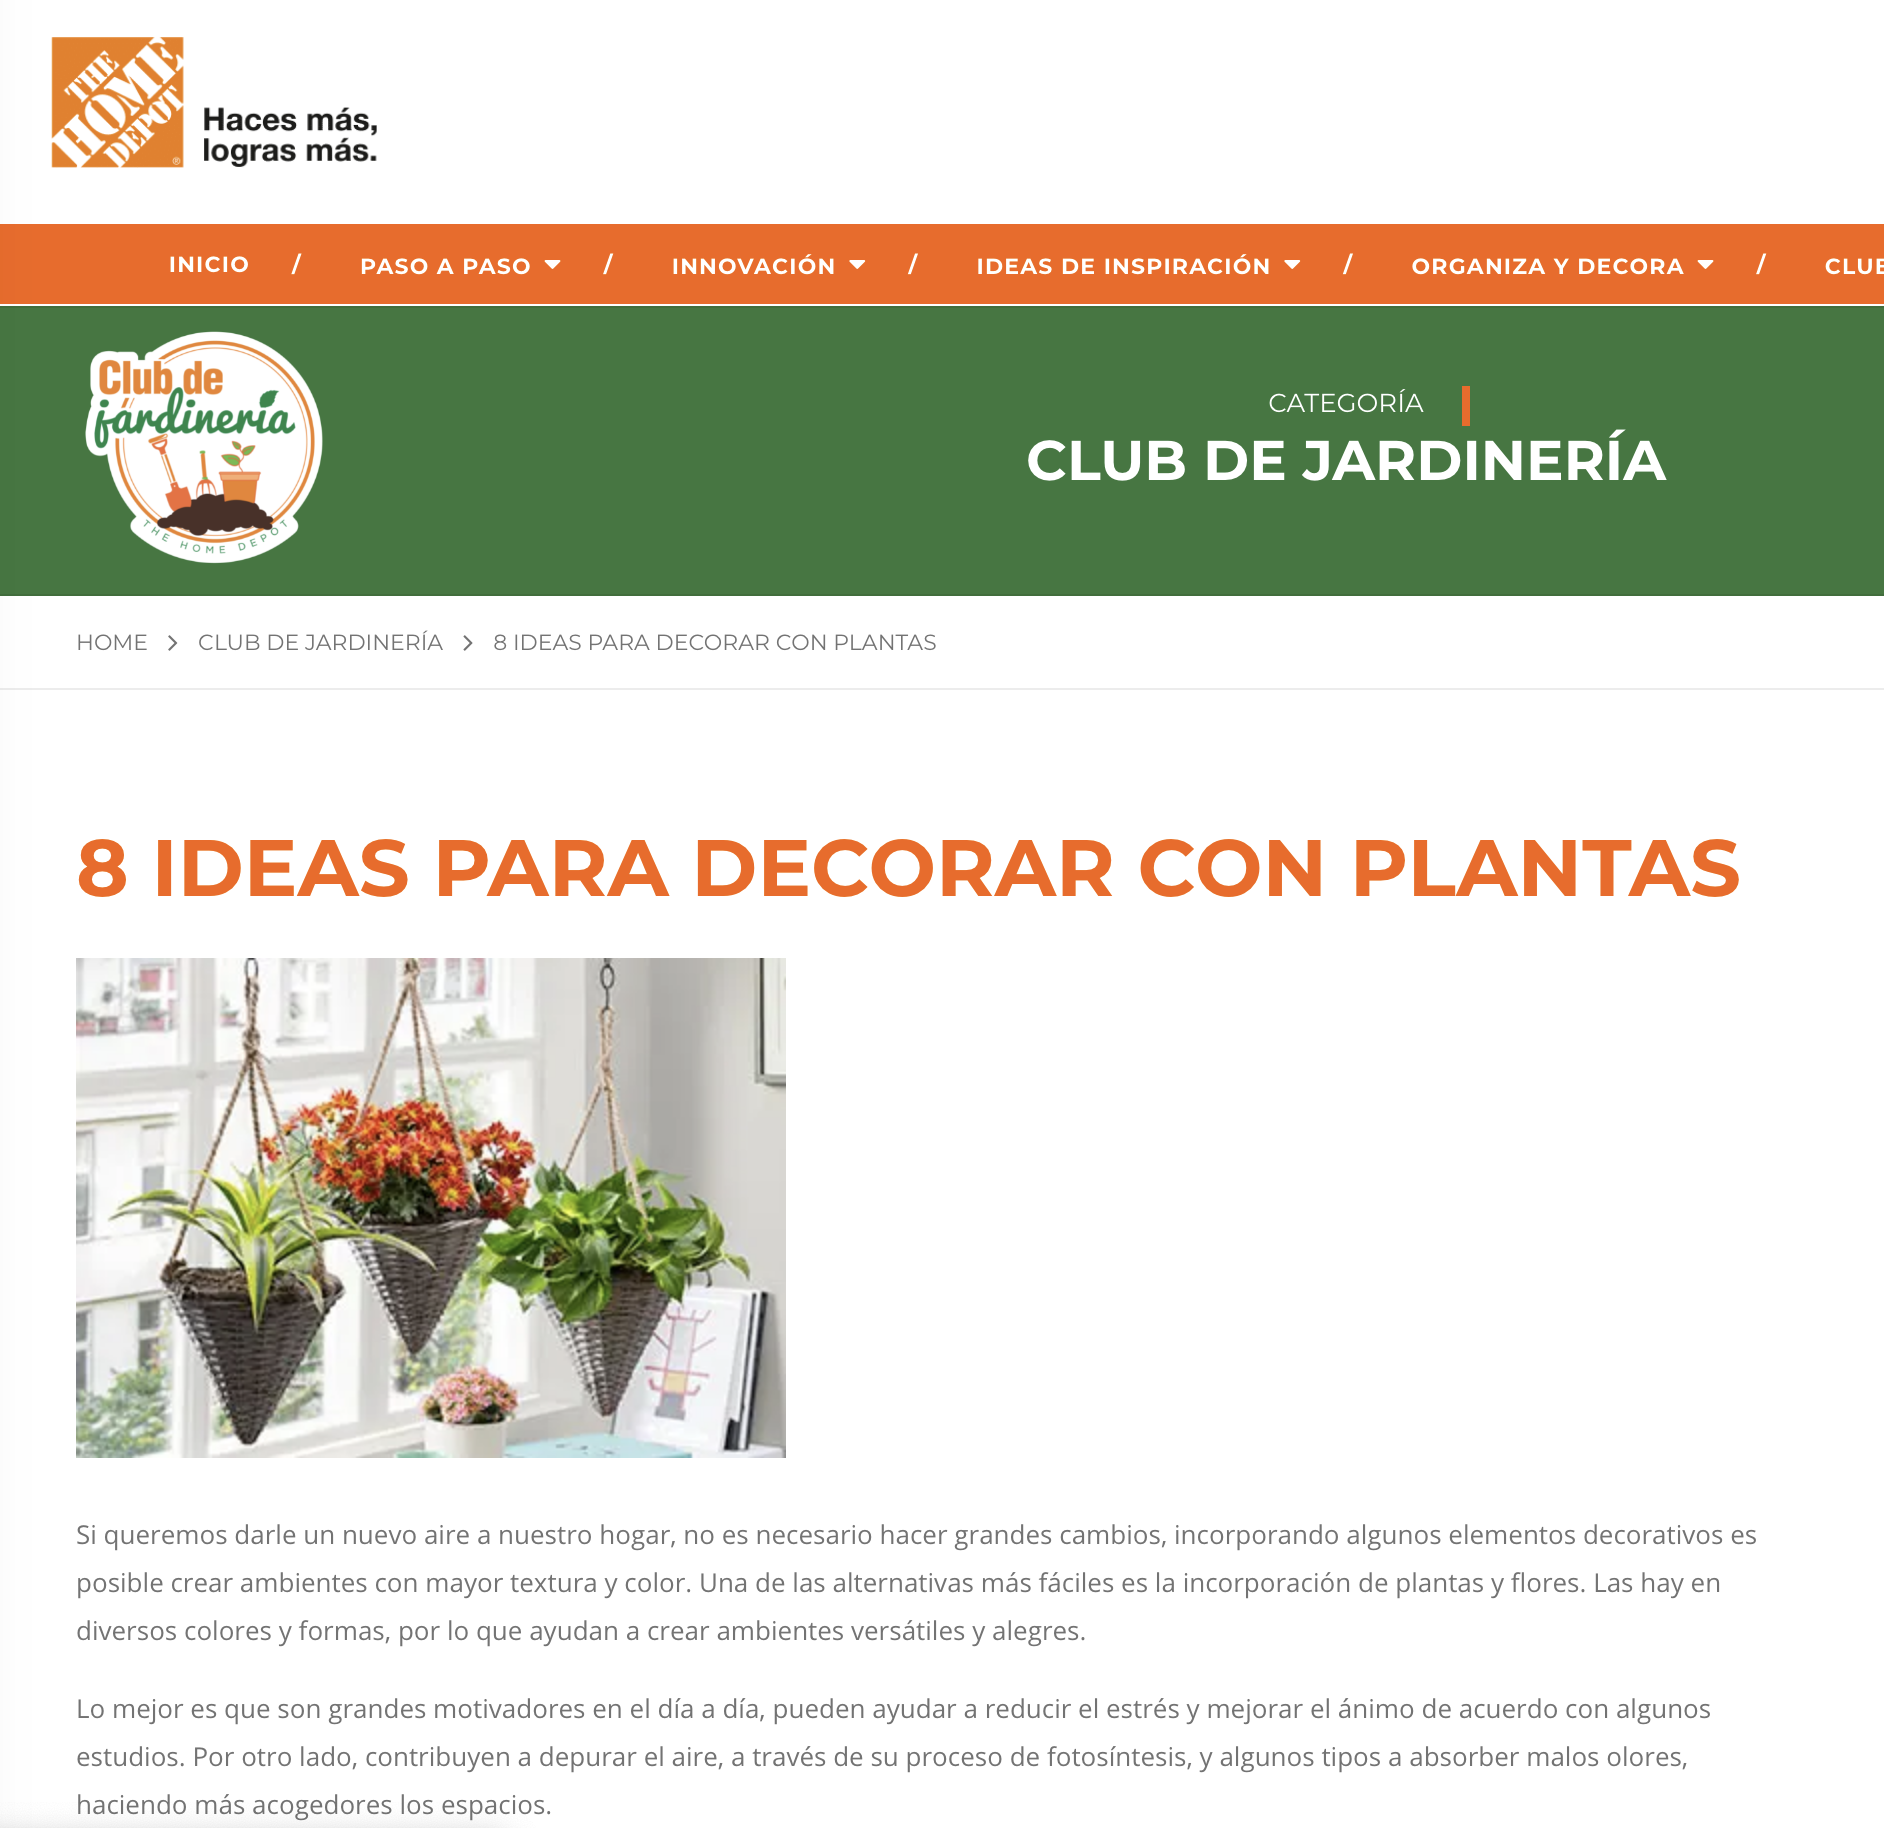 THE
HOME
DEPOT
®
Haces más,
logras más.
INICIO / PASO A PASO / INNOVACIÓN / IDEAS DE INSPIRACIÓN / ORGANIZA Y DECORA / CLUB
Club de
jardinería
THE HOME DEPOT
CATEGORÍA
CLUB DE JARDINERÍA
HOME > CLUB DE JARDINERÍA > 8 IDEAS PARA DECORAR CON PLANTAS
8 IDEAS PARA DECORAR CON PLANTAS
Si queremos darle un nuevo aire a nuestro hogar, no es necesario hacer grandes cambios, incorporando algunos elementos decorativos es
posible crear ambientes con mayor textura y color. Una de las alternativas más fáciles es la incorporación de plantas y flores. Las hay en
diversos colores y formas, por lo que ayudan a crear ambientes versátiles y alegres.
Lo mejor es que son grandes motivadores en el día a día, pueden ayudar a reducir el estrés y mejorar el ánimo de acuerdo con algunos
estudios. Por otro lado, contribuyen a depurar el aire, a través de su proceso de fotosíntesis, y algunos tipos a absorber malos olores,
haciendo más acogedores los espacios.